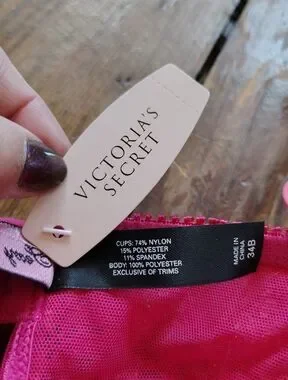 VICTORIA'S
SECRET
CUPS: 74% NYLON
15% POLYESTER
11% SPANDEX
BODY: 100% POLYESTER
EXCLUSIVE OF TRIMS
MADE IN
CHINA
34B